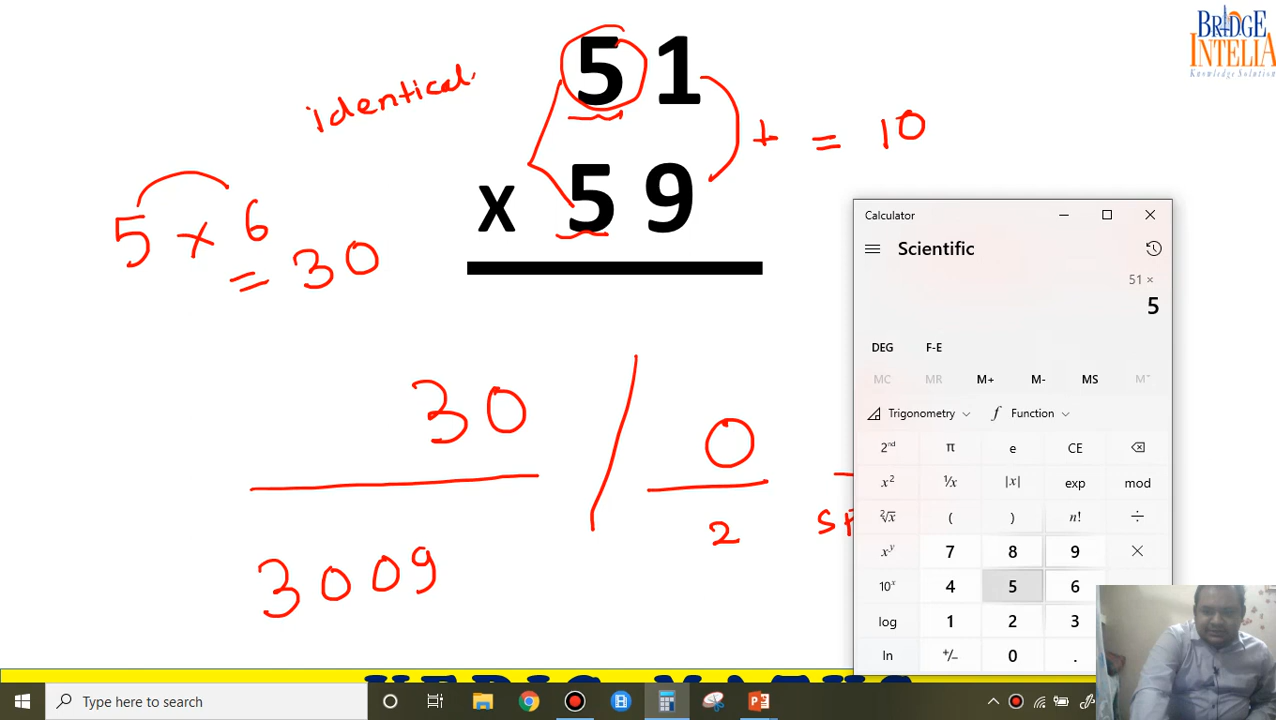 BRIDGE
INTELIA
Knowledge Solution
51
identical
+ = 10
x 59
5 x 6
= 30
30 / 0
2
3009
Calculator
Scientific
51 ×
5
DEG F-E
MC MR M+ M- MS M˅
Trigonometry Function
2ⁿᵈ π e CE
x² ¹/x |x| exp mod
²√x ( ) n! ÷
xʸ 7 8 9 ×
10ˣ 4 5 6
log 1 2 3
ln +/− 0 .
Type here to search